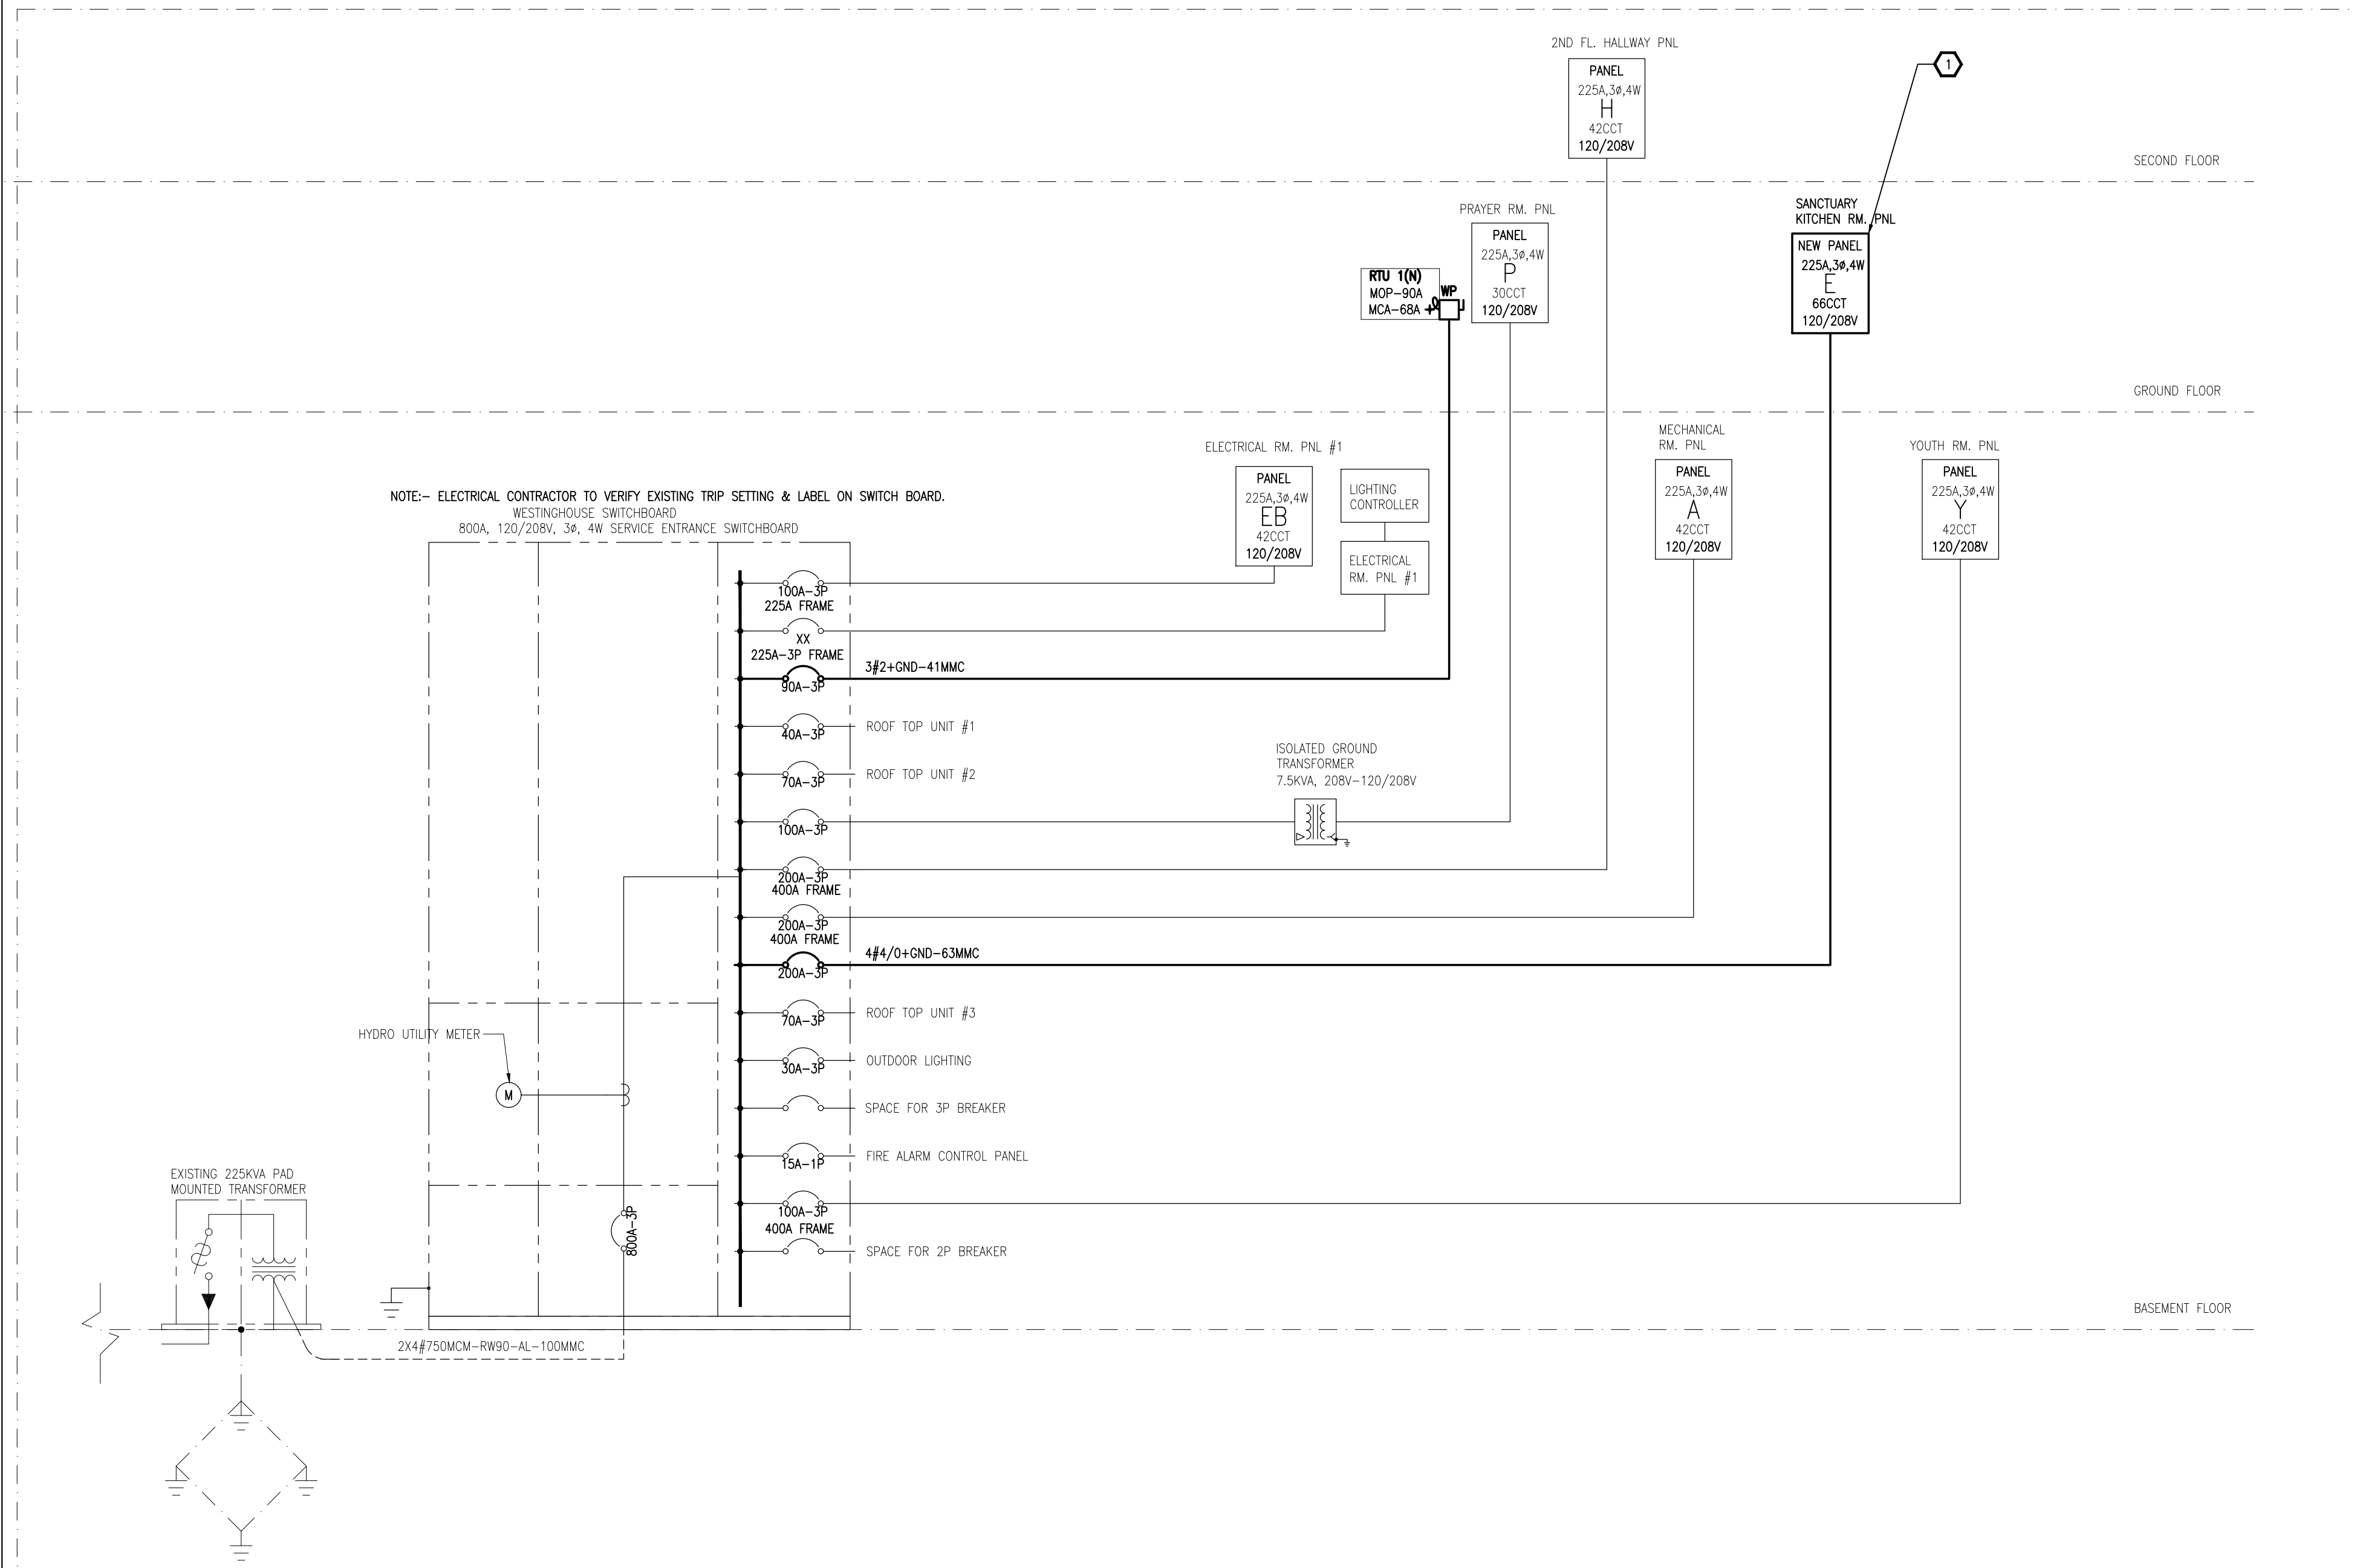 2ND FL. HALLWAY PNL
PANEL
225A,3ø,4W
H
42CCT
120/208V
1
SECOND FLOOR
SANCTUARY
KITCHEN RM. PNL
NEW PANEL
225A,3ø,4W
E
66CCT
120/208V
PRAYER RM. PNL
PANEL
225A,3ø,4W
P
30CCT
120/208V
RTU 1(N)
MOP-90A
MCA-68A
WP
GROUND FLOOR
ELECTRICAL RM. PNL #1
PANEL
225A,3ø,4W
EB
42CCT
120/208V
LIGHTING
CONTROLLER
ELECTRICAL
RM. PNL #1
MECHANICAL
RM. PNL
PANEL
225A,3ø,4W
A
42CCT
120/208V
YOUTH RM. PNL
PANEL
225A,3ø,4W
Y
42CCT
120/208V
NOTE:- ELECTRICAL CONTRACTOR TO VERIFY EXISTING TRIP SETTING & LABEL ON SWITCH BOARD.
WESTINGHOUSE SWITCHBOARD
800A, 120/208V, 3ø, 4W SERVICE ENTRANCE SWITCHBOARD
100A-3P
225A FRAME
XX
225A-3P FRAME
3#2+GND-41MMC
90A-3P
40A-3P
ROOF TOP UNIT #1
70A-3P
ROOF TOP UNIT #2
ISOLATED GROUND
TRANSFORMER
7.5KVA, 208V-120/208V
100A-3P
200A-3P
400A FRAME
200A-3P
400A FRAME
4#4/0+GND-63MMC
200A-3P
70A-3P
ROOF TOP UNIT #3
HYDRO UTILITY METER
M
30A-3P
OUTDOOR LIGHTING
SPACE FOR 3P BREAKER
15A-1P
FIRE ALARM CONTROL PANEL
100A-3P
400A FRAME
SPACE FOR 2P BREAKER
800A-3P
EXISTING 225KVA PAD
MOUNTED TRANSFORMER
BASEMENT FLOOR
2X4#750MCM-RW90-AL-100MMC